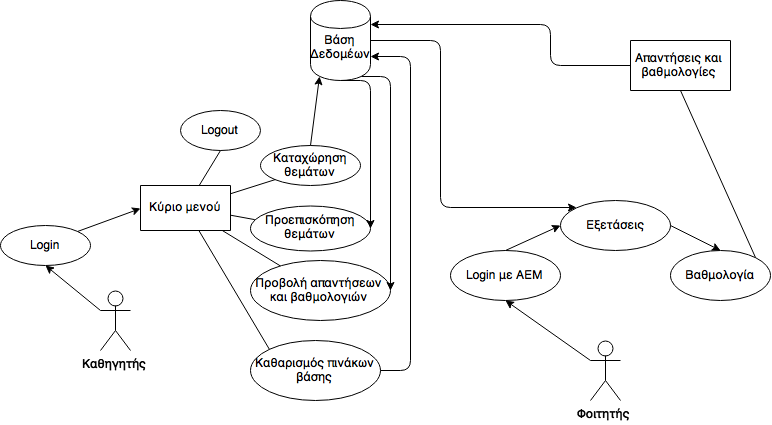 Βάση
Δεδομένων
Απαντήσεις και
βαθμολογίες
Logout
Καταχώρηση
θεμάτων
Κύριο μενού
Προεπισκόπηση
θεμάτων
Εξετάσεις
Login
Προβολή απαντήσεων
και βαθμολογιών
Login με ΑΕΜ
Βαθμολογία
Καθηγητής
Καθαρισμός πινάκων
βάσης
Φοιτητής